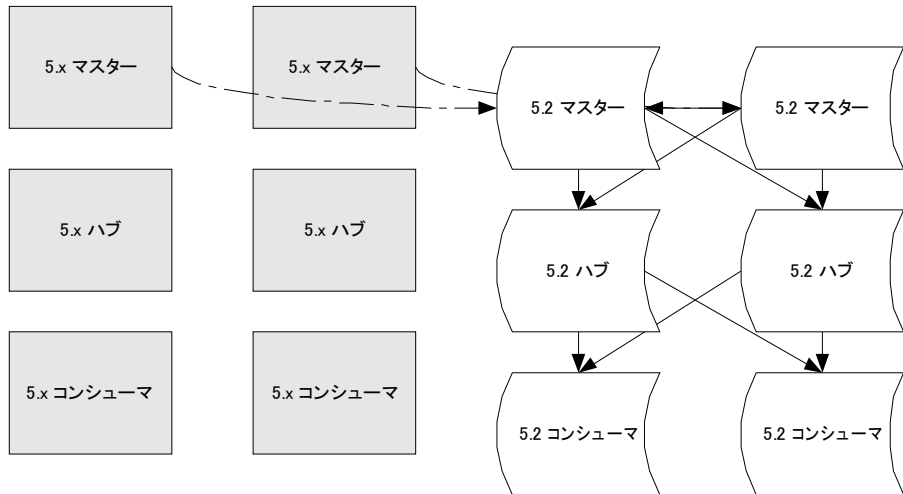 5.x マスター
5.x マスター
5.2 マスター
5.2 マスター
5.x ハブ
5.x ハブ
5.2 ハブ
5.2 ハブ
5.x コンシューマ
5.x コンシューマ
5.2 コンシューマ
5.2 コンシューマ